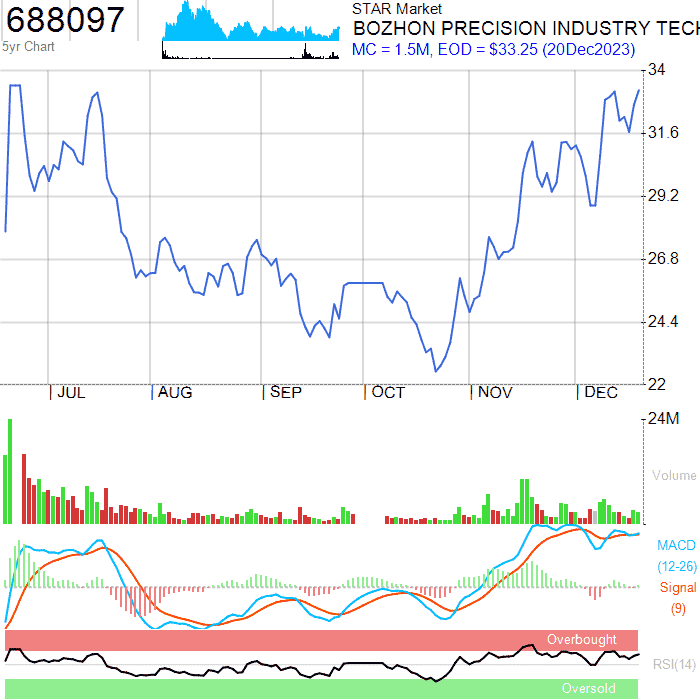 688097
5yr Chart
STAR Market
BOZHON PRECISION INDUSTRY TECH
MC = 1.5M, EOD = $33.25 (20Dec2023)
34
31.6
29.2
26.8
24.4
22
JUL
AUG
SEP
OCT
NOV
DEC
24M
Volume
MACD
(12-26)
Signal
(9)
Overbought
RSI(14)
Oversold